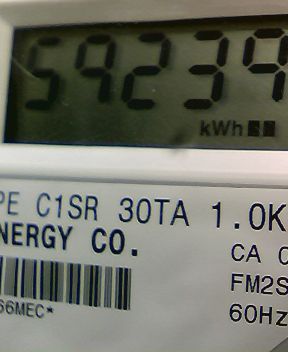 59239
kWh
PE C1SR 30TA 1.0K
NERGY CO.
CA
FM2S
60Hz
66MEC*